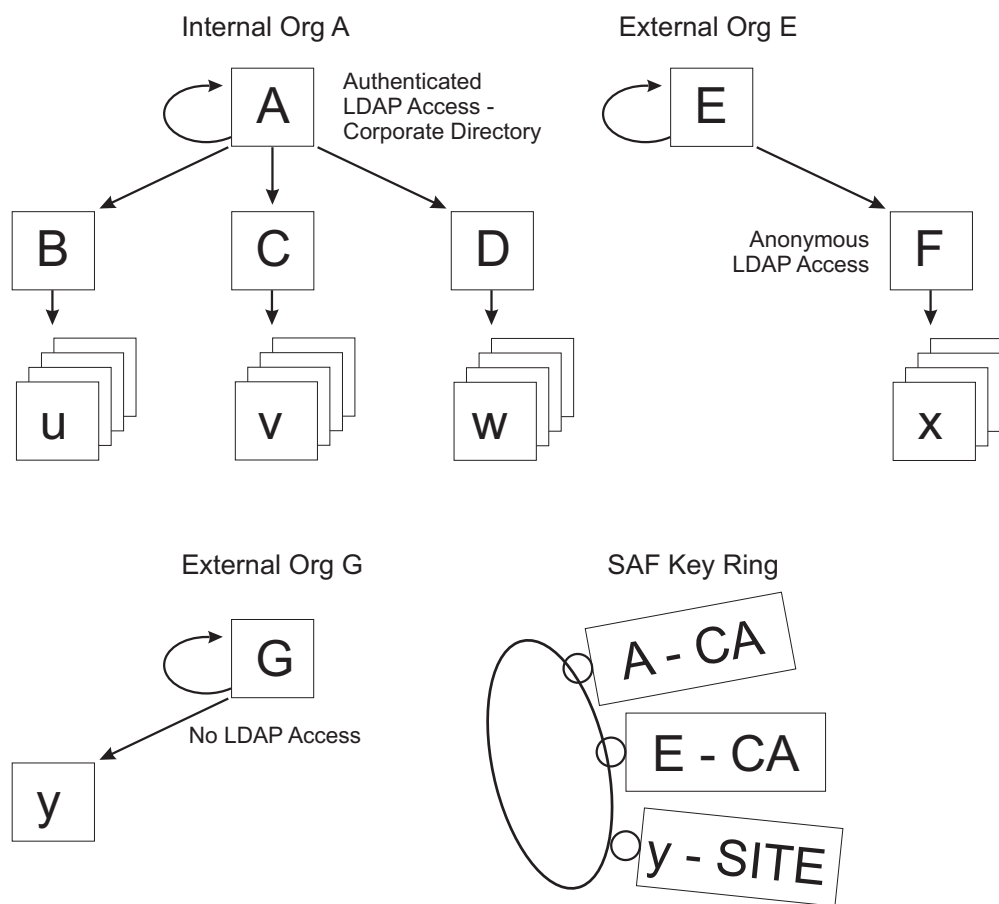 Internal Org A
External Org E
A
Authenticated
LDAP Access -
Corporate Directory
E
B
C
D
Anonymous
LDAP Access
F
u
v
w
x
External Org G
SAF Key Ring
G
No LDAP Access
y
A - CA
E - CA
y - SITE